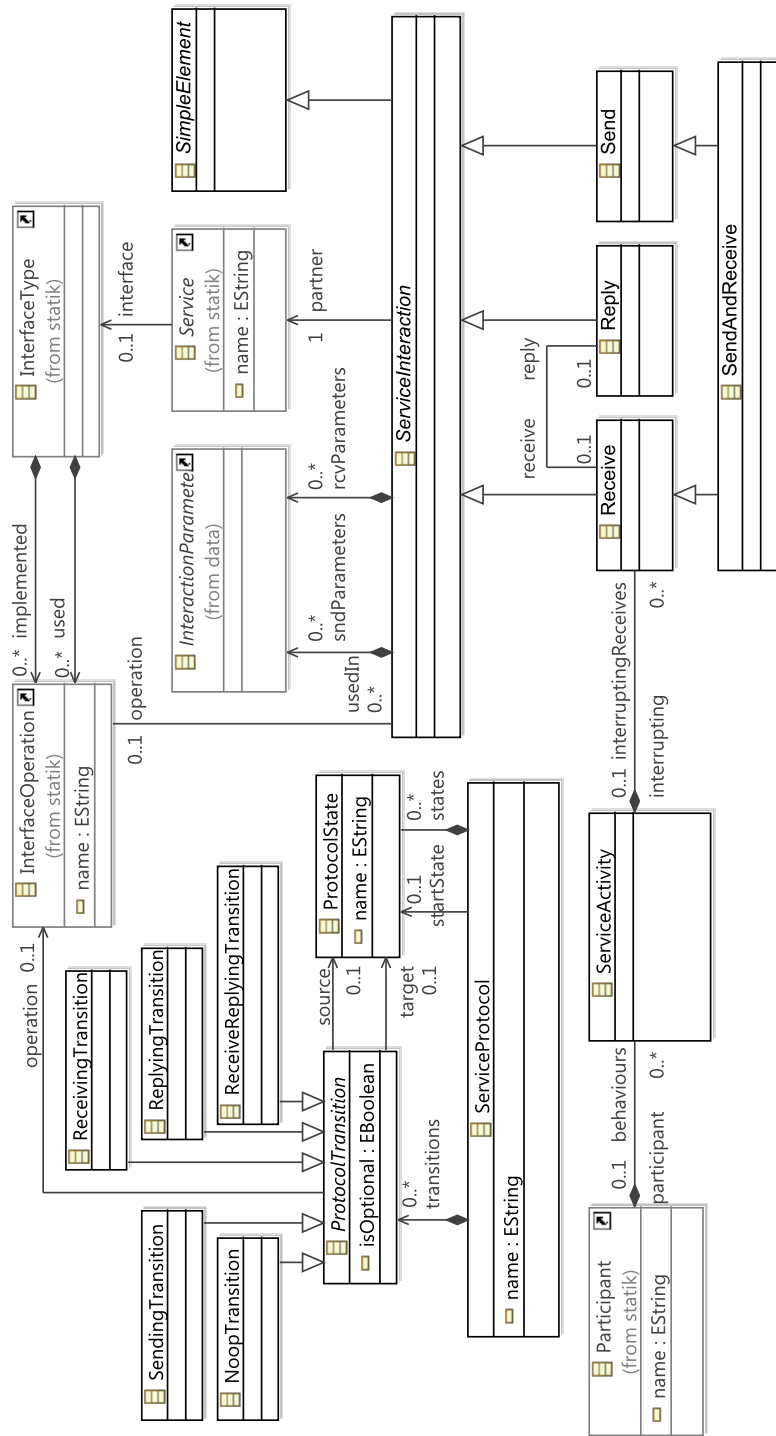 SendingTransition
NoopTransition
ReceivingTransition
ReplyingTransition
ReceiveReplyingTransition
operation 0..1
InterfaceOperation
(from statik)
name : EString
0..* implemented
0..* used
InterfaceType
(from statik)
0..1 interface
Service
(from statik)
name : EString
SimpleElement
InteractionParamete
(from data)
0..1 operation
usedIn
0..*
0..*
sndParameters
0..*
rcvParameters
1 partner
ServiceInteraction
ProtocolTransition
isOptional : EBoolean
source
0..1
target
0..1
ProtocolState
name : EString
0..*
transitions
0..1
startState
0..*
states
ServiceProtocol
name : EString
receive
0..1
reply
0..1
Receive
Reply
Send
SendAndReceive
Participant
(from statik)
name : EString
0..1 behaviours
participant 0..*
ServiceActivity
0..1 interruptingReceives
interrupting 0..*